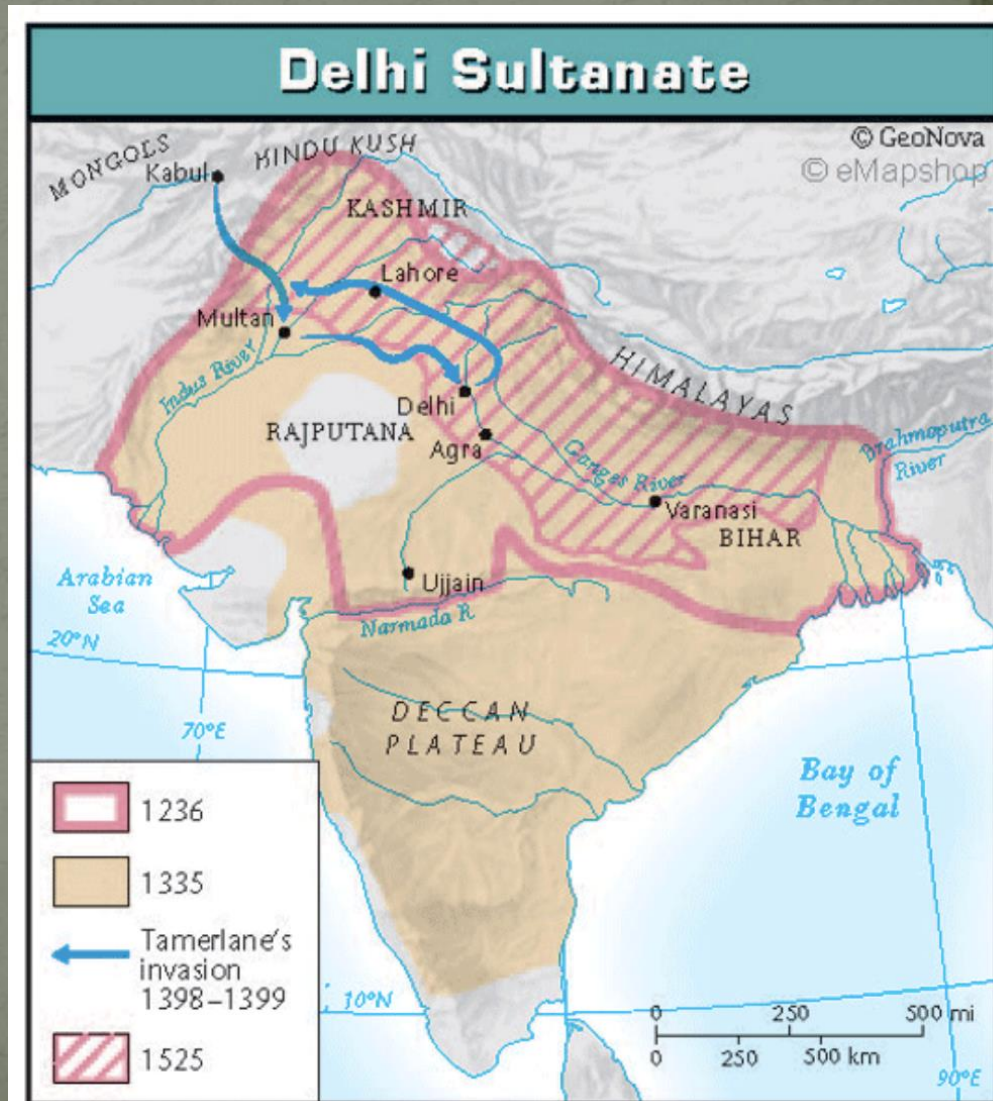 Delhi Sultanate
© GeoNova
© eMapshop
MONGOLS
HINDU KUSH
Kabul
KASHMIR
Lahore
Multan
Indus River
HIMALAYAS
Delhi
RAJPUTANA
Agra
Brahmaputra
River
Ganges River
Varanasi
BIHAR
Ujjain
Arabian
Sea
Narmada R
20°N
70°E
DECCAN
PLATEAU
Bay of
Bengal
1236
1335
Tamerlane's
invasion
1398–1399
1525
10°N
0 250 500 mi
0 250 500 km
90°E